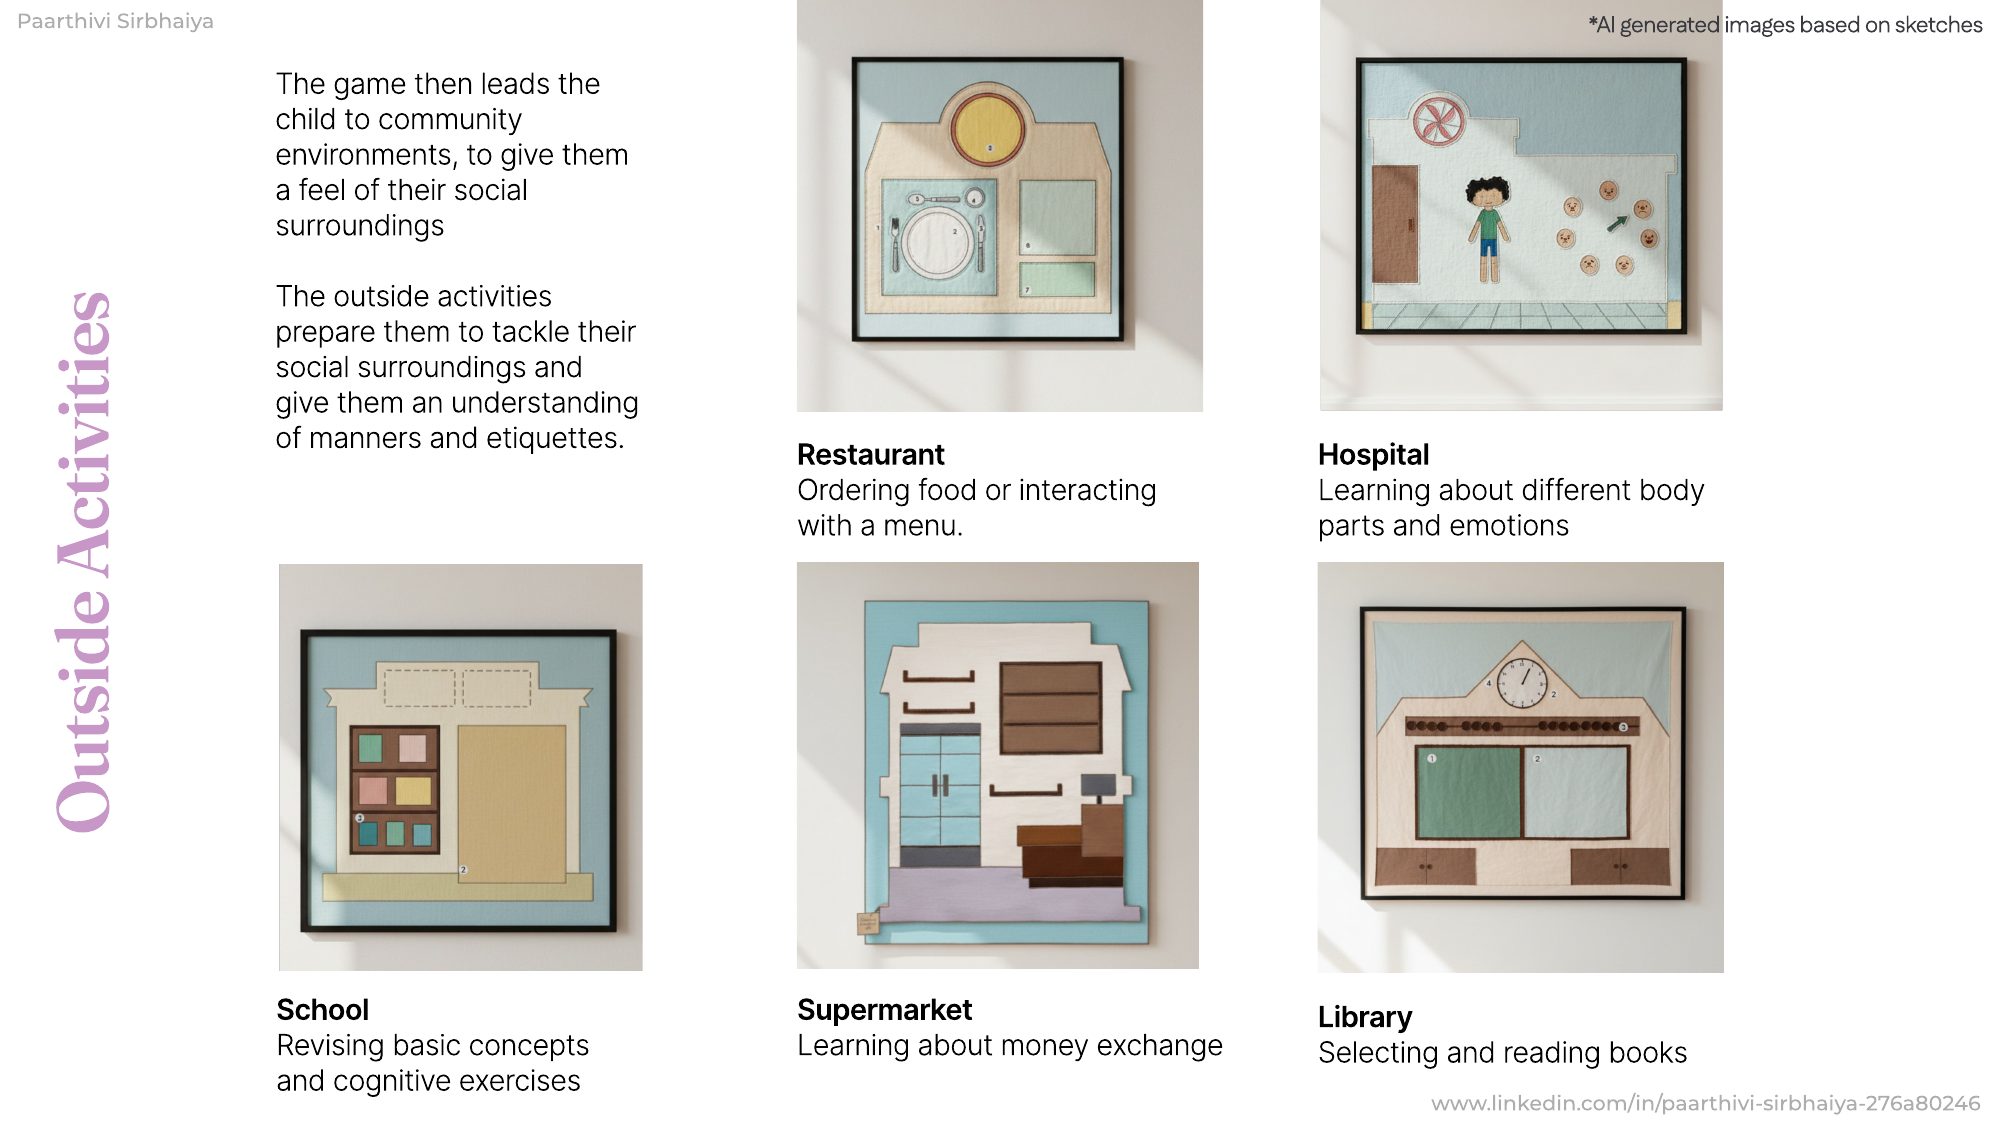 Paarthivi Sirbhaiya
*AI generated images based on sketches
Outside Activities
The game then leads the
child to community
environments, to give them
a feel of their social
surroundings
The outside activities
prepare them to tackle their
social surroundings and
give them an understanding
of manners and etiquettes.
Restaurant
Ordering food or interacting
with a menu.
Hospital
Learning about different body
parts and emotions
School
Revising basic concepts
and cognitive exercises
Supermarket
Learning about money exchange
Library
Selecting and reading books
www.linkedin.com/in/paarthivi-sirbhaiya-276a80246